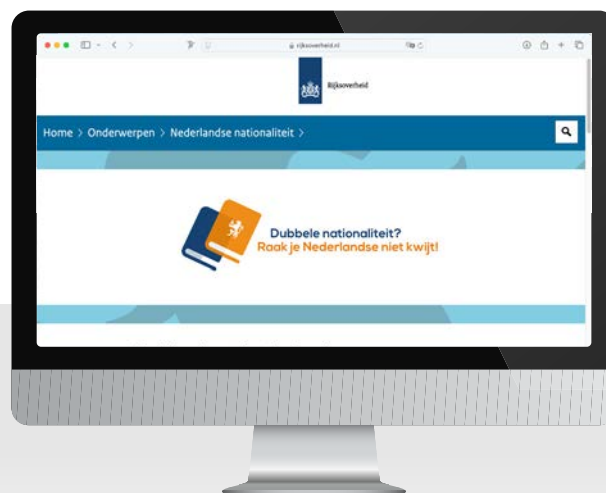 rijksoverheid.nl
Rijksoverheid
Home > Onderwerpen > Nederlandse nationaliteit >
Dubbele nationaliteit?
Raak je Nederlandse niet kwijt!